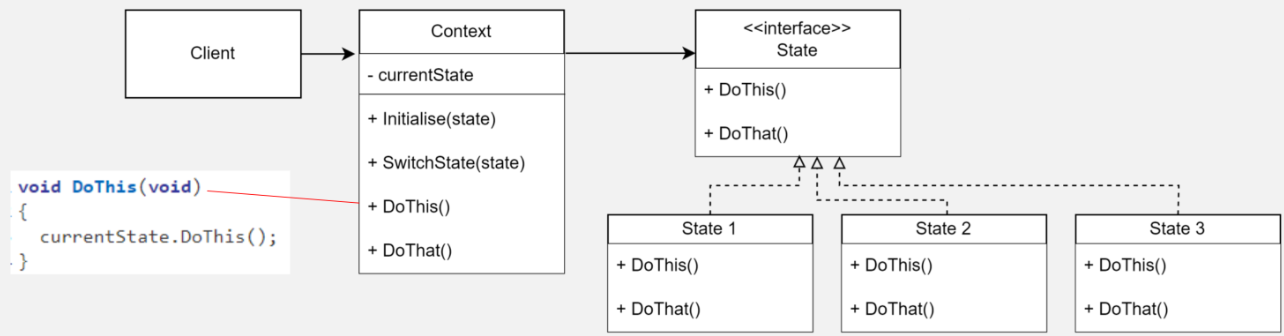 Client
Context
- currentState
+ Initialise(state)
+ SwitchState(state)
+ DoThis()
+ DoThat()
<<interface>>
State
+ DoThis()
+ DoThat()
void DoThis(void)
{
currentState.DoThis();
}
State 1
+ DoThis()
+ DoThat()
State 2
+ DoThis()
+ DoThat()
State 3
+ DoThis()
+ DoThat()